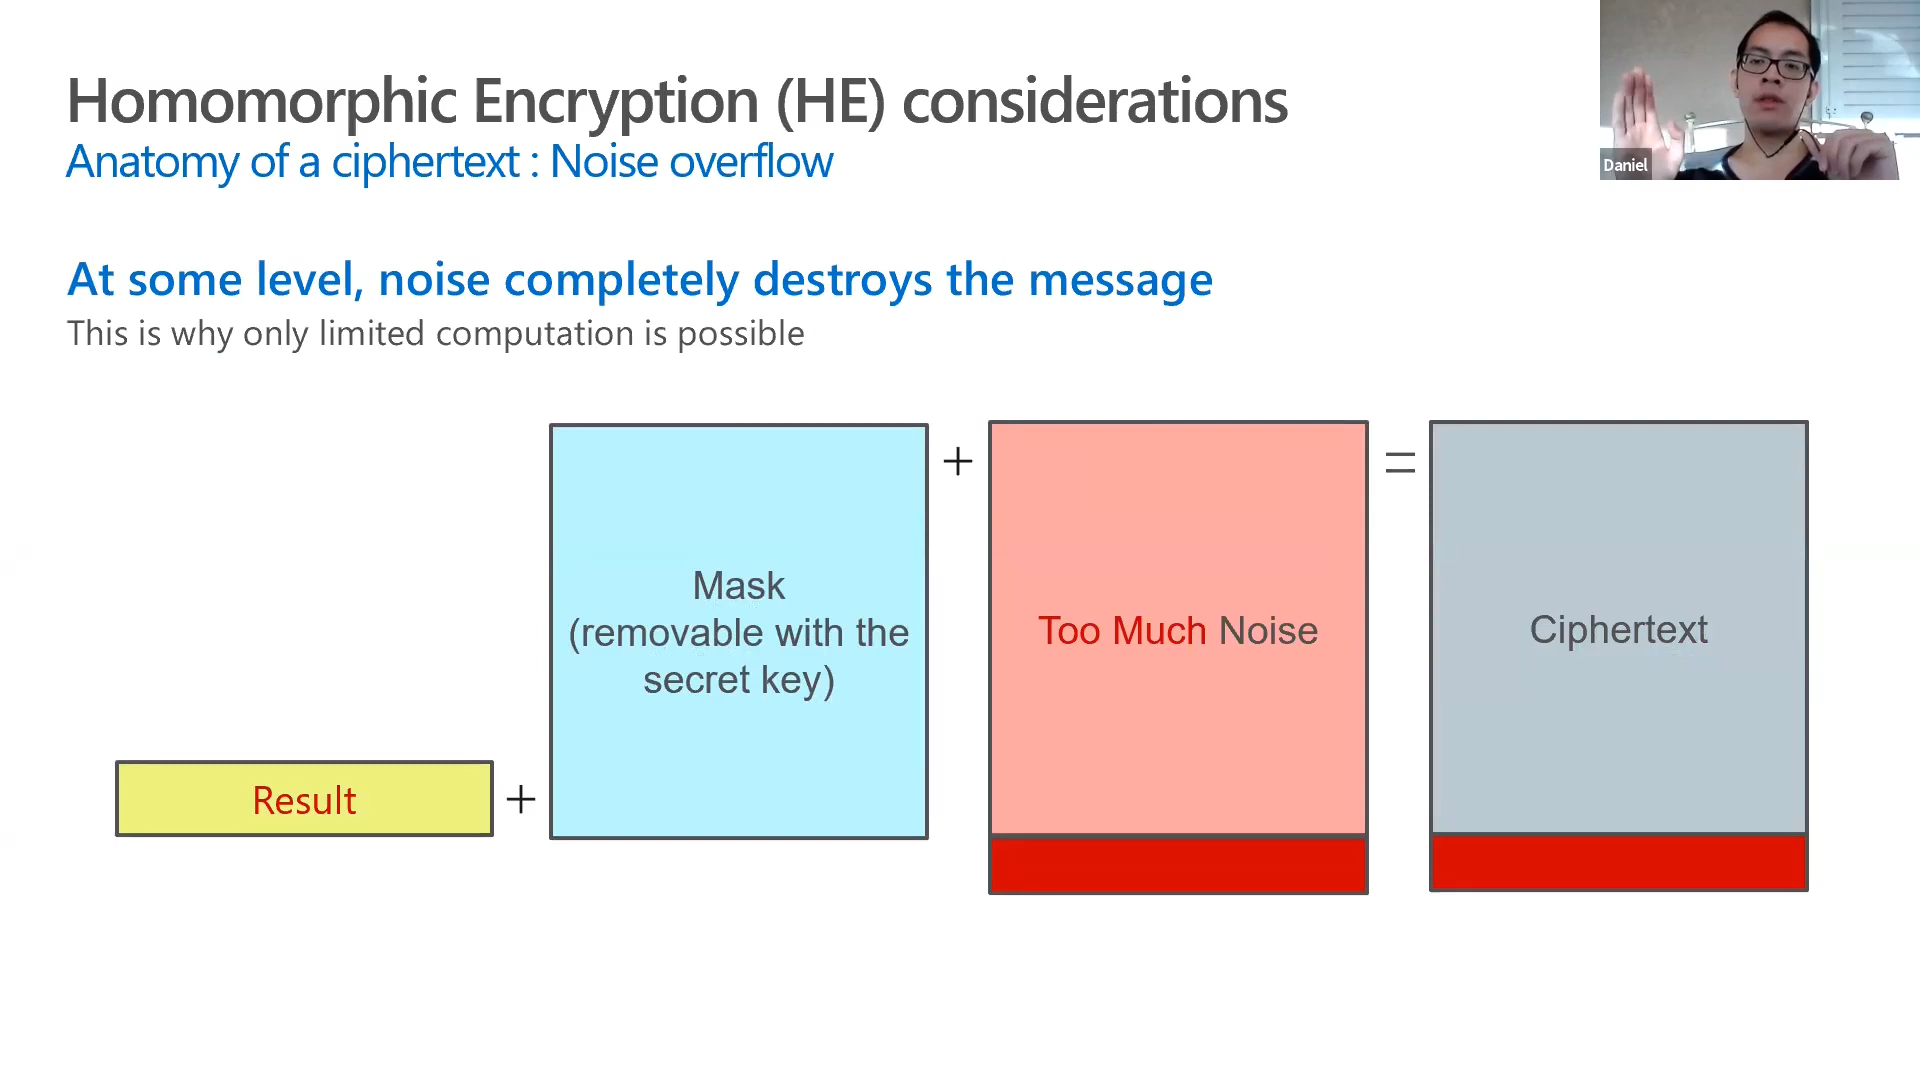 Homomorphic Encryption (HE) considerations
Anatomy of a ciphertext : Noise overflow
Daniel
At some level, noise completely destroys the message
This is why only limited computation is possible
Result
+
Mask
(removable with the
secret key)
+
Too Much Noise
=
Ciphertext